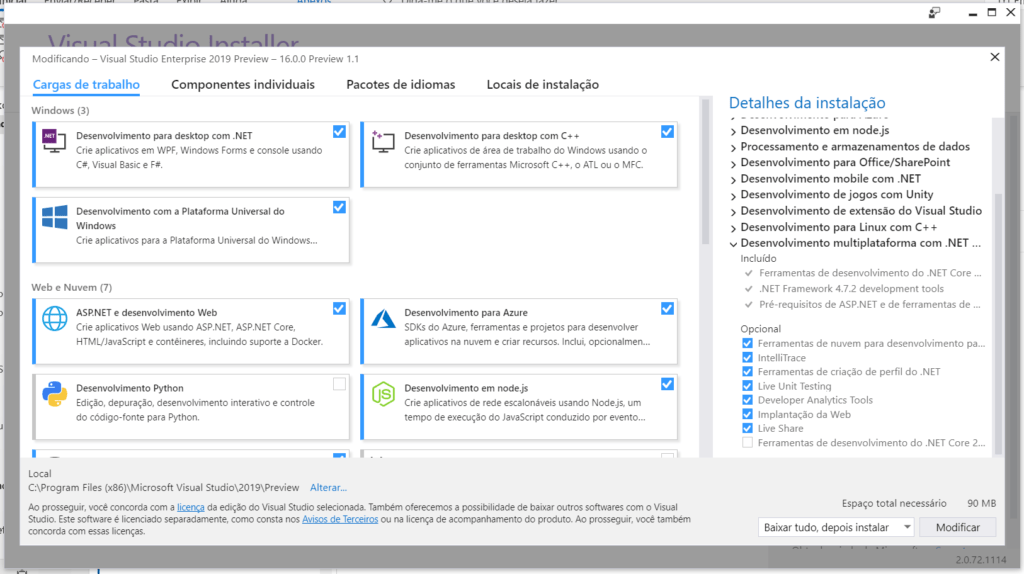 Visual Studio Installer
Modificando – Visual Studio Enterprise 2019 Preview – 16.0.0 Preview 1.1
Cargas de trabalho
Componentes individuais
Pacotes de idiomas
Locais de instalação
Windows (3)
Desenvolvimento para desktop com .NET
Crie aplicativos em WPF, Windows Forms e console usando
C#, Visual Basic e F#.
Desenvolvimento para desktop com C++
Crie aplicativos de área de trabalho do Windows usando o
conjunto de ferramentas Microsoft C++, o ATL ou o MFC.
Desenvolvimento com a Plataforma Universal do
Windows
Crie aplicativos para a Plataforma Universal do Windows...
Web e Nuvem (7)
ASP.NET e desenvolvimento Web
Crie aplicativos Web usando ASP.NET, ASP.NET Core,
HTML/JavaScript e contêineres, incluindo suporte a Docker.
Desenvolvimento para Azure
SDKs do Azure, ferramentas e projetos para desenvolver
aplicativos na nuvem e criar recursos. Inclui, opcionalmen...
Desenvolvimento Python
Edição, depuração, desenvolvimento interativo e controle
do código-fonte para Python.
Desenvolvimento em node.js
Crie aplicativos de rede escalonáveis usando Node.js, um
tempo de execução do JavaScript conduzido por evento...
Detalhes da instalação
Desenvolvimento para Azure
Desenvolvimento em node.js
Processamento e armazenamentos de dados
Desenvolvimento para Office/SharePoint
Desenvolvimento mobile com .NET
Desenvolvimento de jogos com Unity
Desenvolvimento de extensão do Visual Studio
Desenvolvimento para Linux com C++
Desenvolvimento multiplataforma com .NET ...
Incluído
Ferramentas de desenvolvimento do .NET Core ...
.NET Framework 4.7.2 development tools
Pré-requisitos de ASP.NET e de ferramentas de ...
Opcional
Ferramentas de nuvem para desenvolvimento pa...
IntelliTrace
Ferramentas de criação de perfil do .NET
Live Unit Testing
Developer Analytics Tools
Implantação da Web
Live Share
Ferramentas de desenvolvimento do .NET Core 2...
Local
C:\Program Files (x86)\Microsoft Visual Studio\2019\Preview Alterar...
Ao prosseguir, você concorda com a licença da edição do Visual Studio selecionada. Também oferecemos a possibilidade de baixar outros softwares com o Visual
Studio. Este software é licenciado separadamente, como consta nos Avisos de Terceiros ou na licença de acompanhamento do produto. Ao prosseguir, você também
concorda com essas licenças.
Espaço total necessário 90 MB
Baixar tudo, depois instalar
Modificar
2.0.72.1114